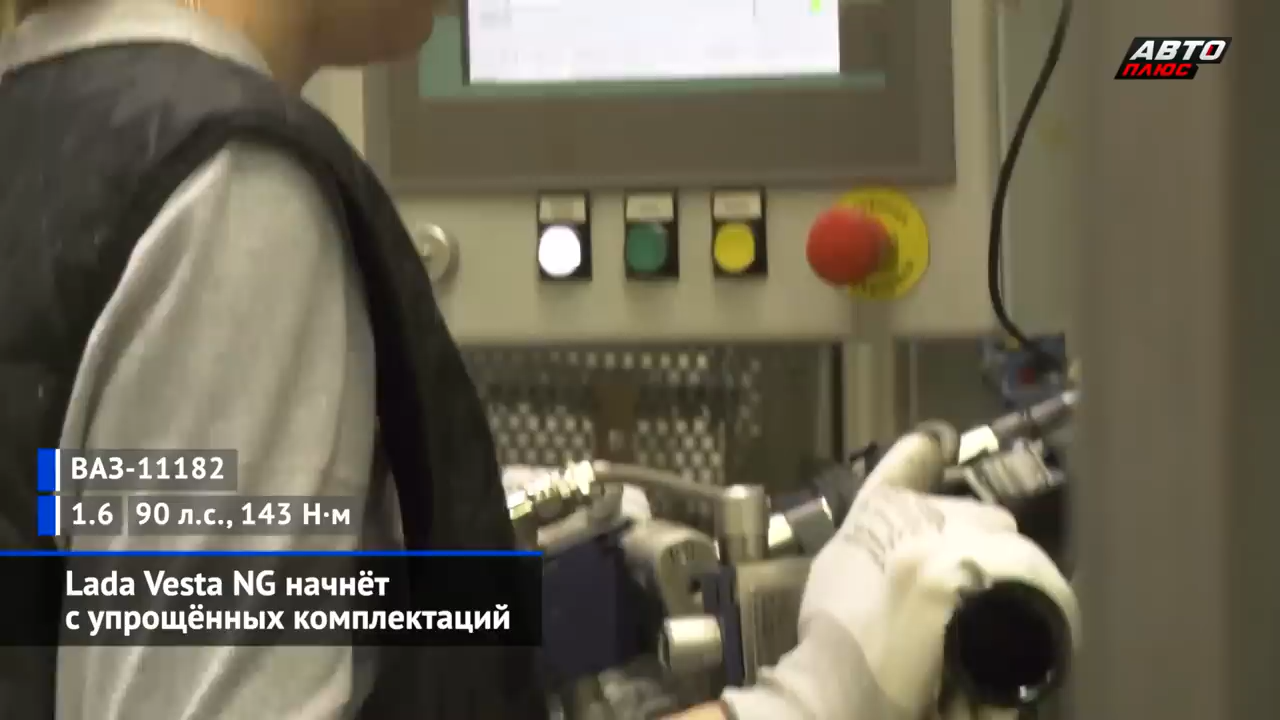 АВТО
ПЛЮС
ВАЗ-11182
1.6 90 л.с., 143 Н·м
Lada Vesta NG начнёт
с упрощённых комплектаций